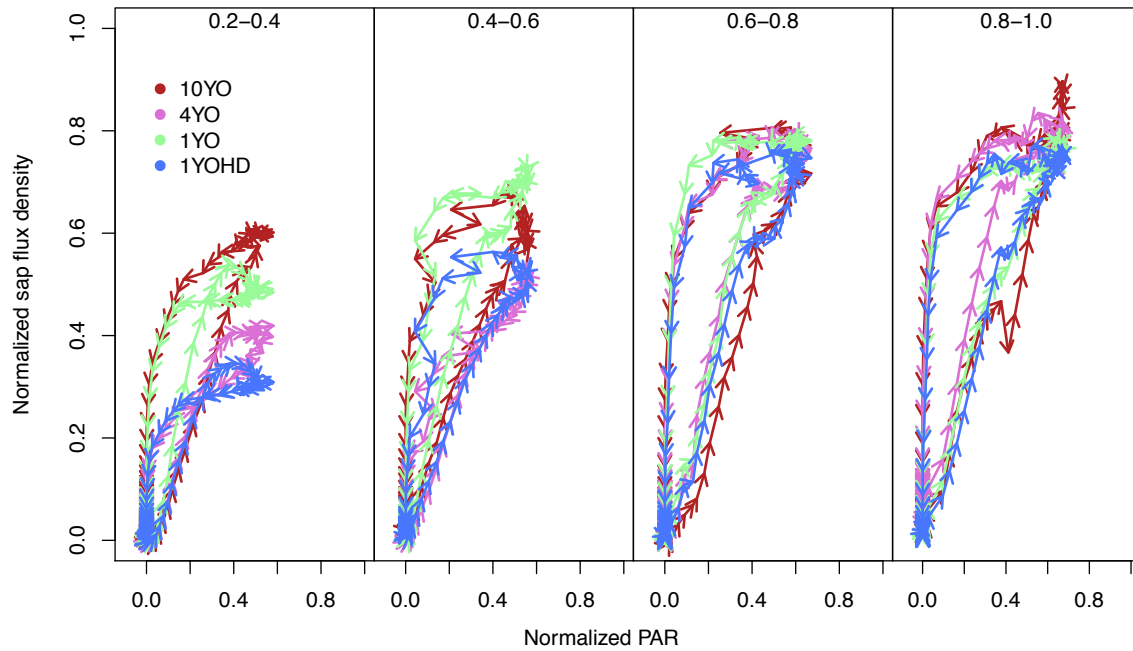 0.2–0.4 0.4–0.6 0.6–0.8 0.8–1.0
10YO
4YO
1YO
1YOHD
Normalized sap flux density
1.0
0.8
0.6
0.4
0.2
0.0
0.0 0.4 0.8 0.0 0.4 0.8 0.0 0.4 0.8 0.0 0.4 0.8
Normalized PAR